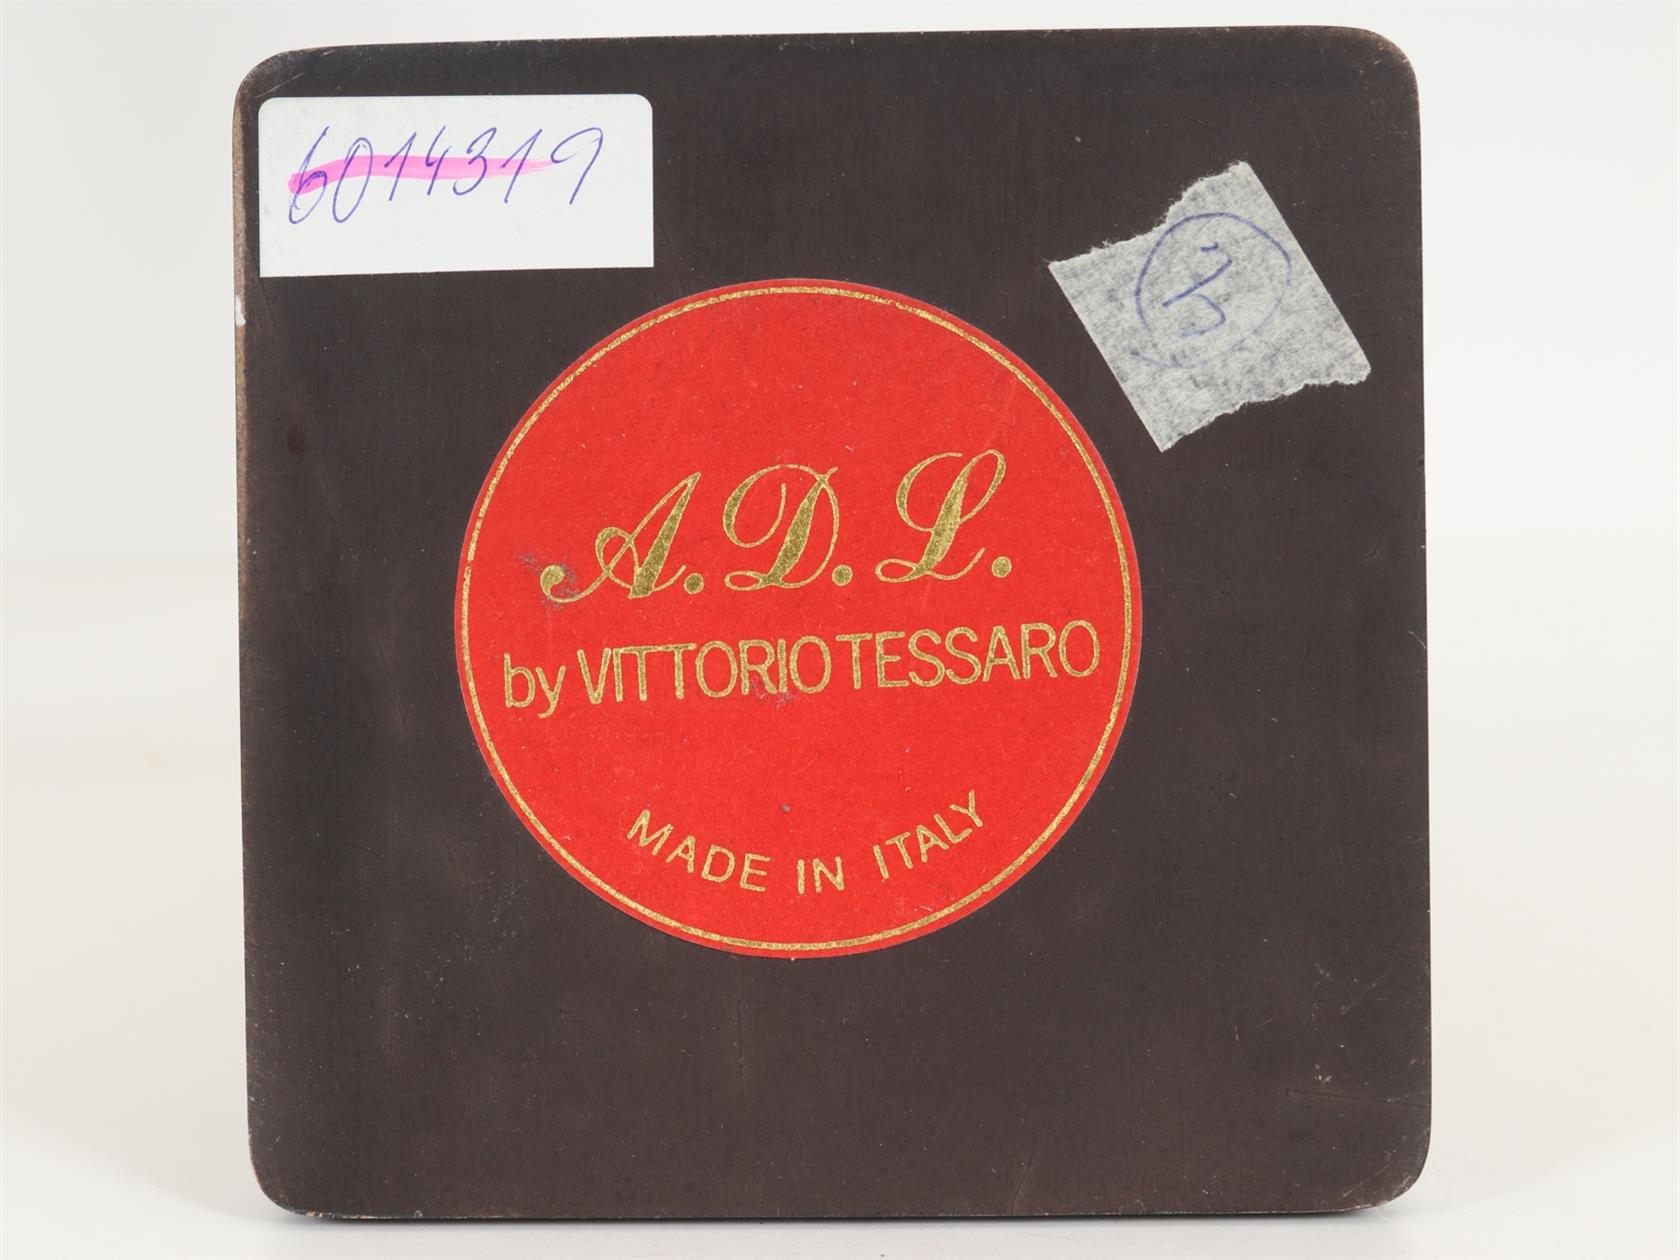 6014319
A.D.L.
by VITTORIO TESSARO
MADE IN ITALY